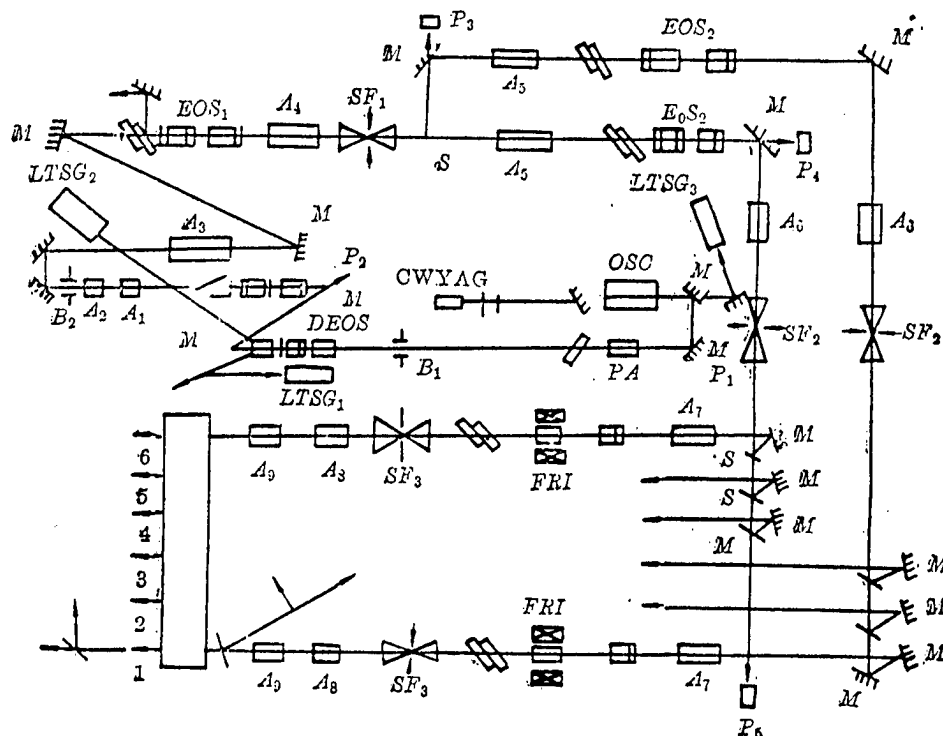 P₃
EOS₂
M
M
A₅
EOS₁
A₄
SF₁
M
M
S
A₅
E₀S₂
P₄
LTSG₂
LTSG₃
A₃
M
A₆
A₃
P₂
CWYAG
OSC
M
B₂
A₂
A₁
M
DEOS
SF₂
SF₂
M
B₁
PA
M
P₁
LTSG₁
A₇
6
A₉
A₃
SF₃
FRI
S
M
5
S
M
4
M
M
3
M
2
FRI
M
1
A₉
A₈
SF₃
A₇
M
M
P₅